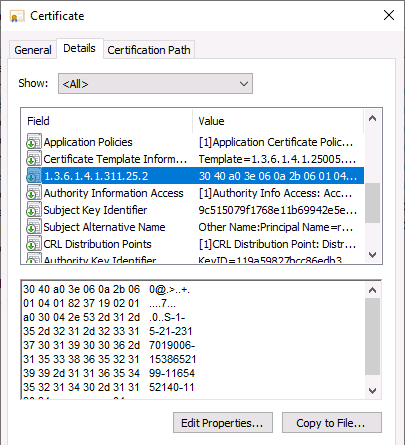 Certificate
General Details Certification Path
Show: <All>
Field Value
Application Policies [1]Application Certificate Polic...
Certificate Template Inform... Template=1.3.6.1.4.1.25005....
1.3.6.1.4.1.311.25.2 30 40 a0 3e 06 0a 2b 06 01 04...
Authority Information Access [1]Authority Info Access: Acc...
Subject Key Identifier 9c515079f1768e11b69942e5e...
Subject Alternative Name Other Name:Principal Name=r...
CRL Distribution Points [1]CRL Distribution Point: Distr...
Authority Key Identifier KeyID=119a59827bcc86edb3
30 40 a0 3e 06 0a 2b 06 0@.>..+.
01 04 01 82 37 19 02 01 ....7...
a0 30 04 2e 53 2d 31 2d .0..S-1-
35 2d 32 31 2d 32 33 31 5-21-231
37 30 31 39 30 30 36 2d 7019006-
31 35 33 38 36 35 32 31 15386521
39 39 2d 31 31 36 35 34 99-11654
35 32 31 34 30 2d 31 31 52140-11
Edit Properties... Copy to File...